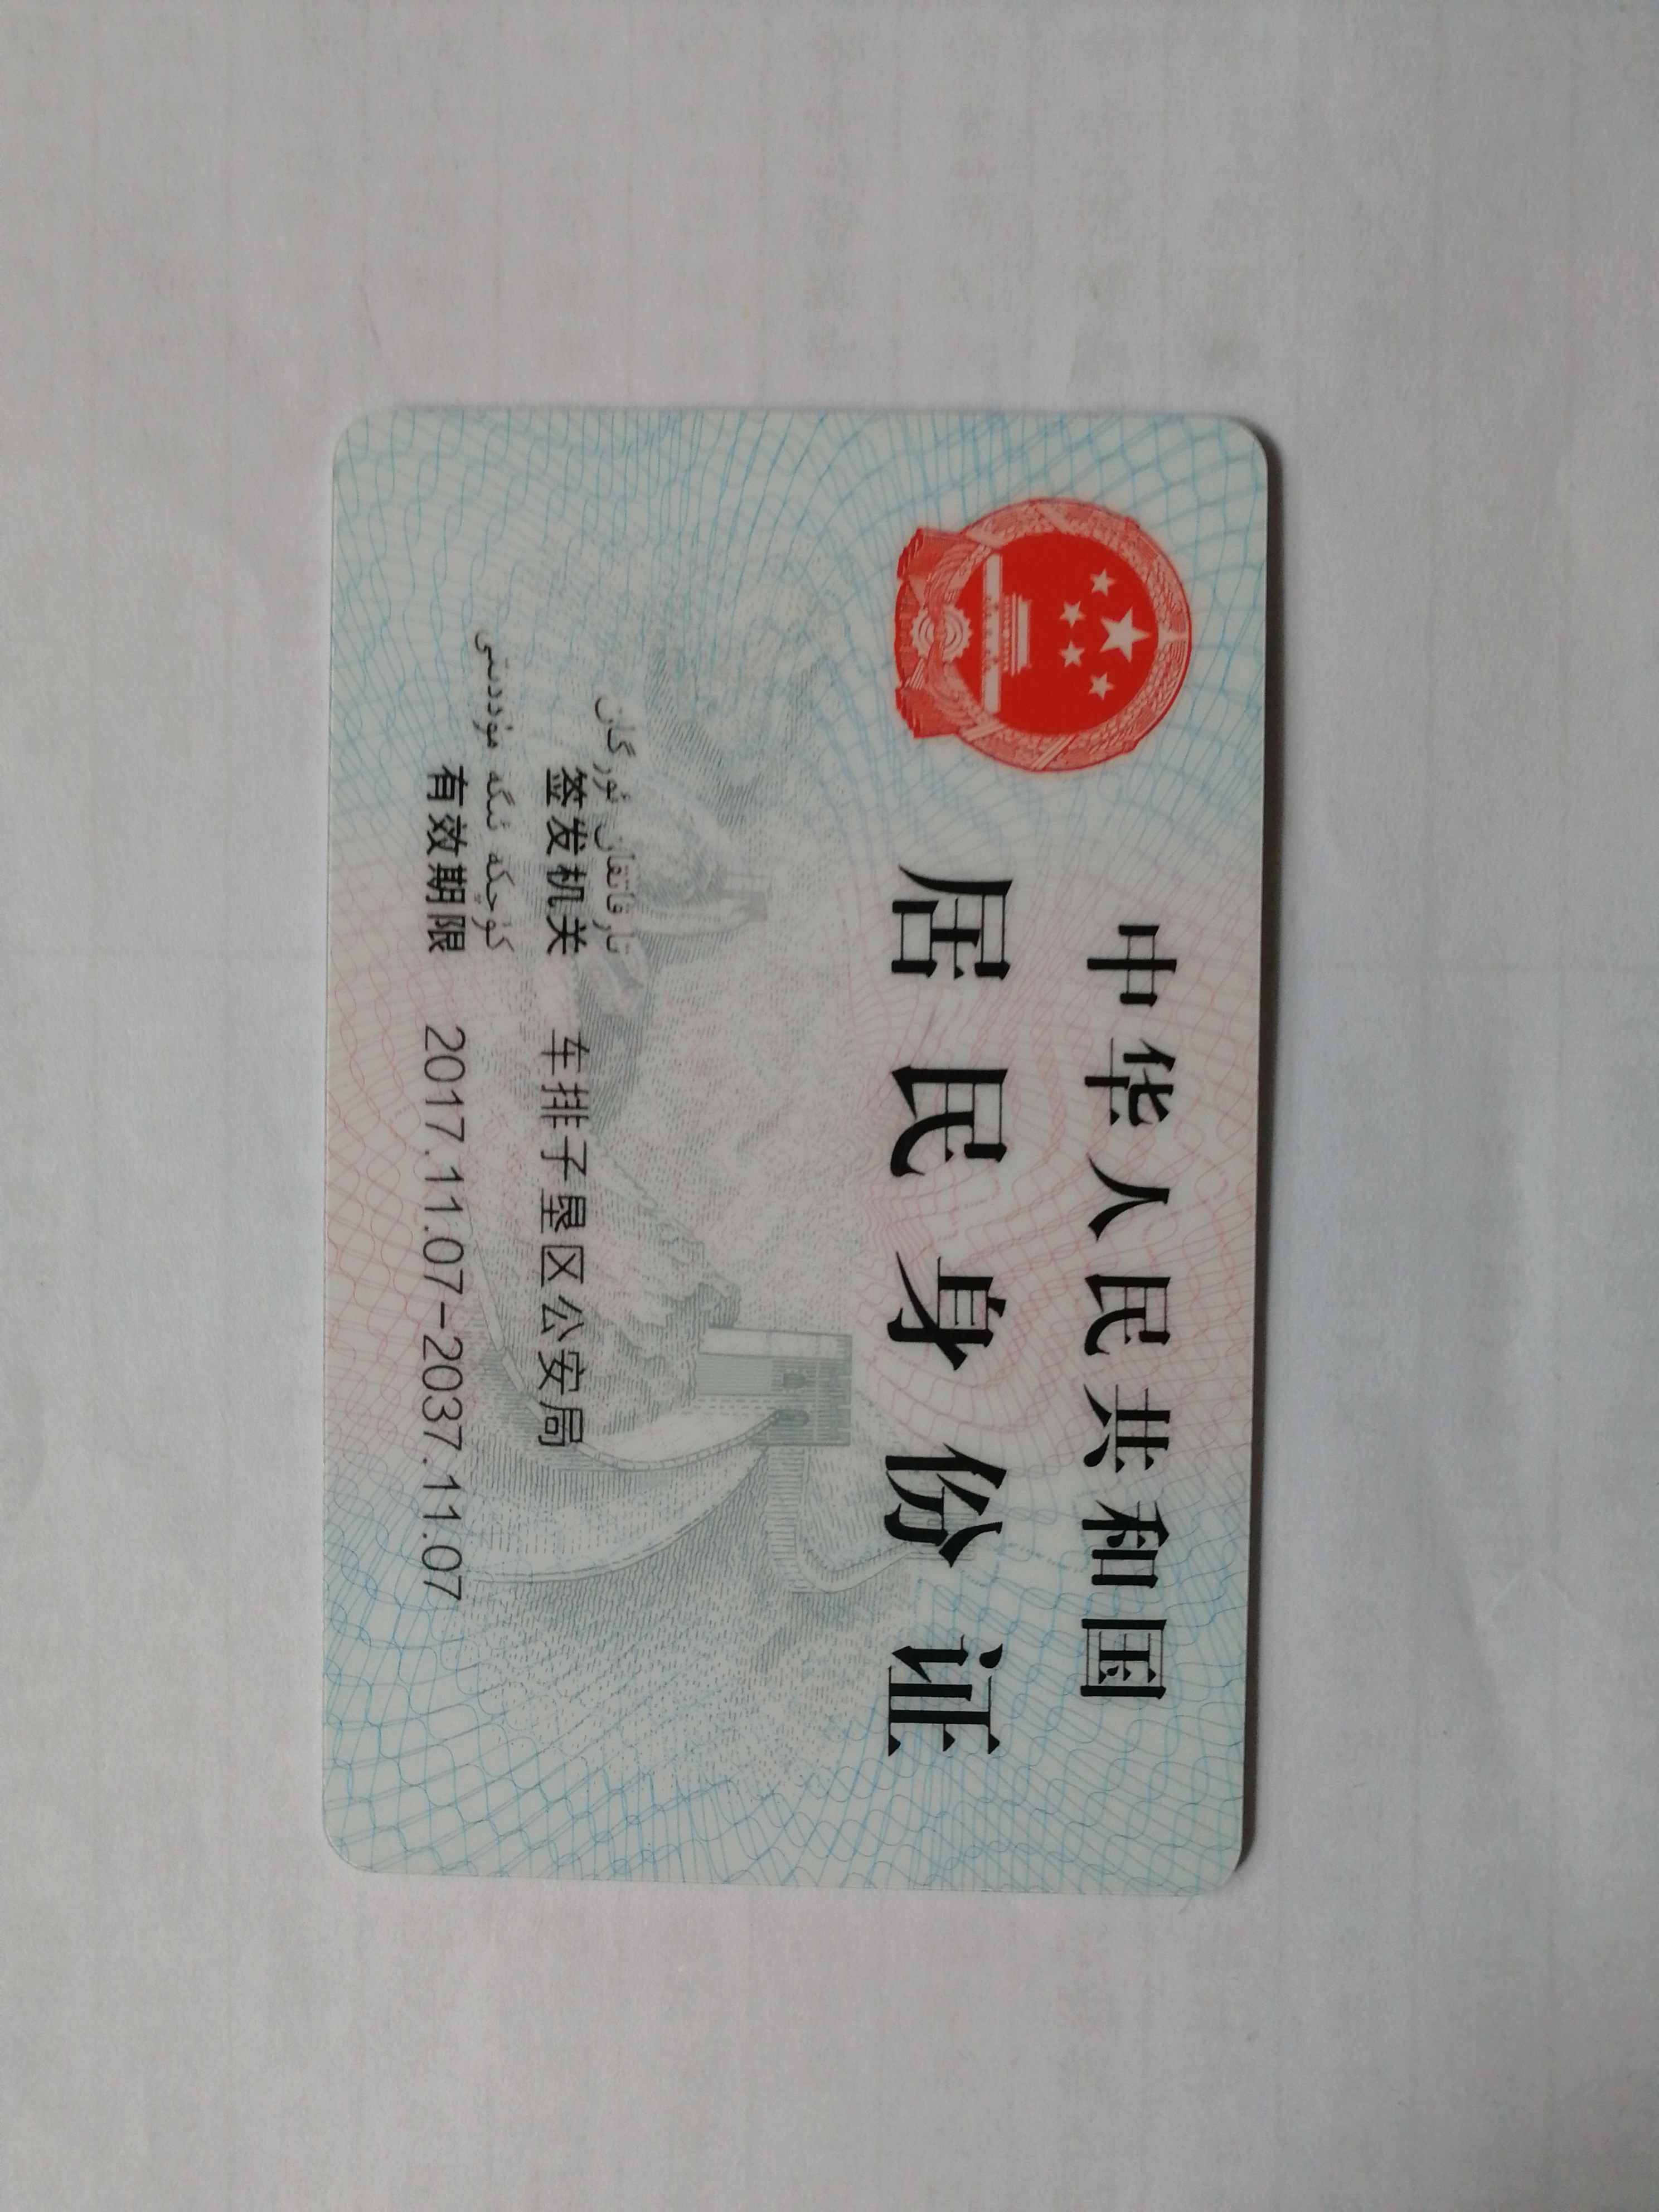 中华人民共和国
居民身份证
تارقاتقان ئورگان
签发机关 车排子垦区公安局
كۈچكە ئىگە مۇددىتى
有效期限 2017.11.07-2037.11.07